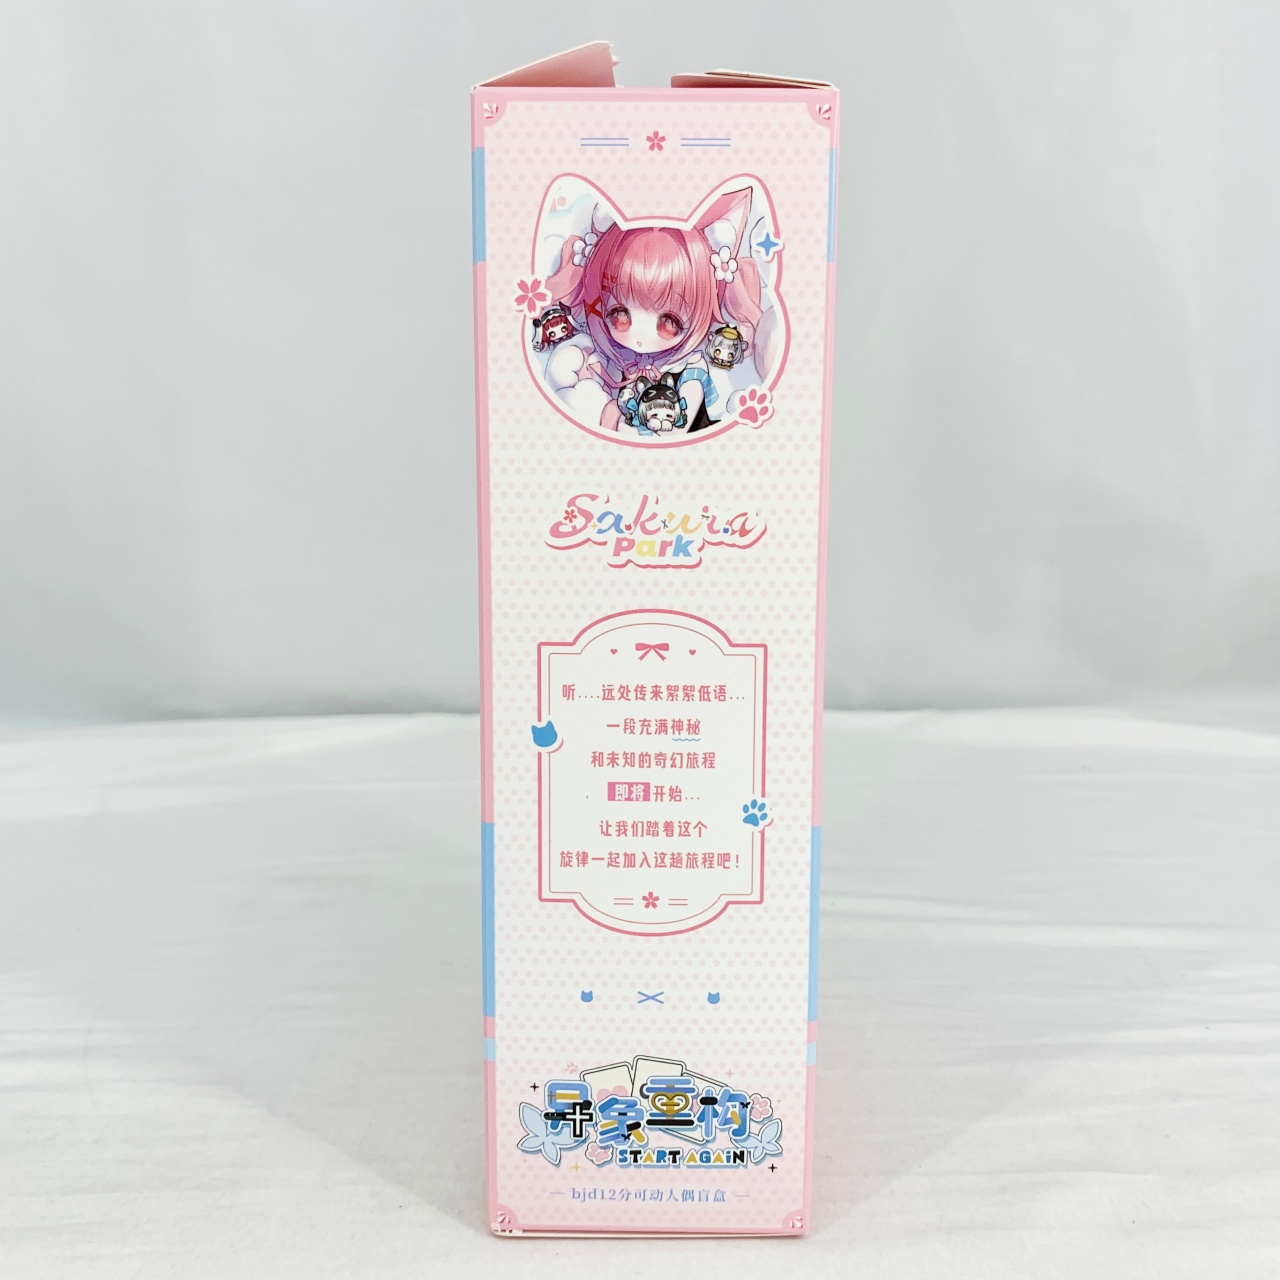 Sakura
Park
听....远处传来絮絮低语...
一段充满神秘
和未知的奇幻旅程
即将开始...
让我们踏着这个
旋律一起加入这趟旅程吧！
异象重构
START AGAiN
— bjd12分可动人偶盲盒 —